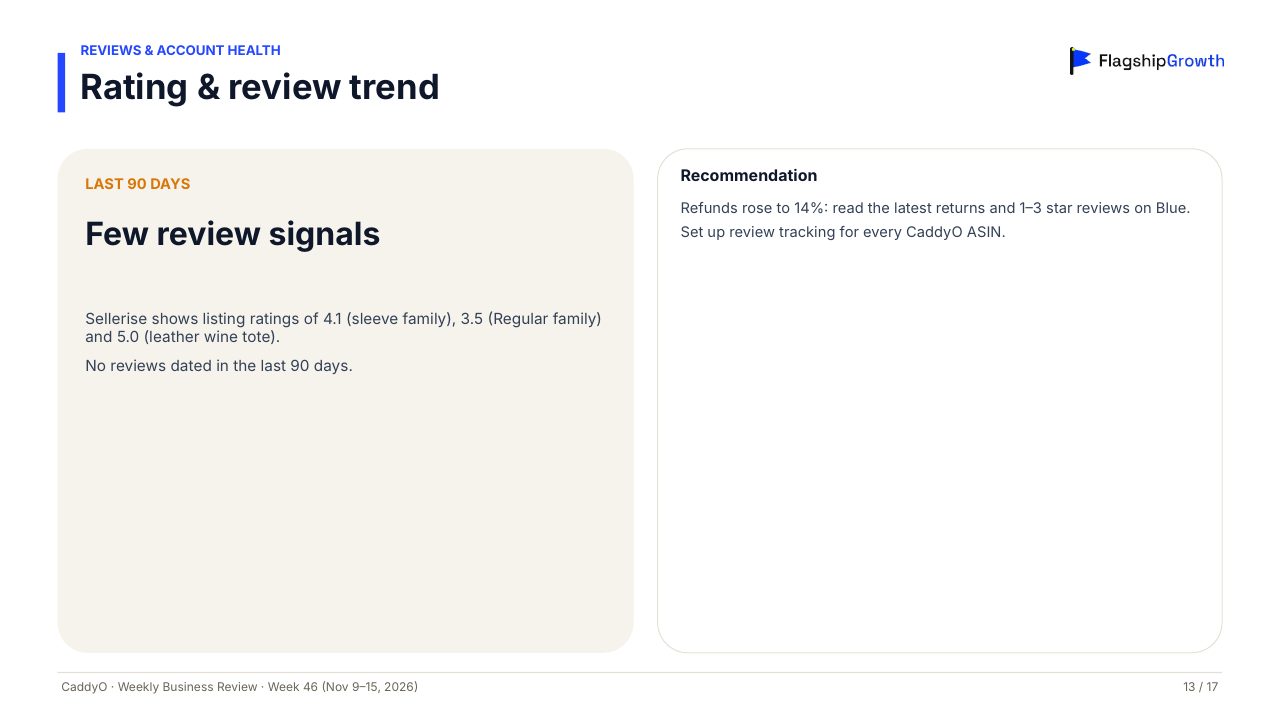 REVIEWS & ACCOUNT HEALTH
Rating & review trend
FlagshipGrowth
LAST 90 DAYS
Few review signals
Sellerise shows listing ratings of 4.1 (sleeve family), 3.5 (Regular family)
and 5.0 (leather wine tote).
No reviews dated in the last 90 days.
Recommendation
Refunds rose to 14%: read the latest returns and 1–3 star reviews on Blue.
Set up review tracking for every CaddyO ASIN.
CaddyO · Weekly Business Review · Week 46 (Nov 9–15, 2026)
13 / 17